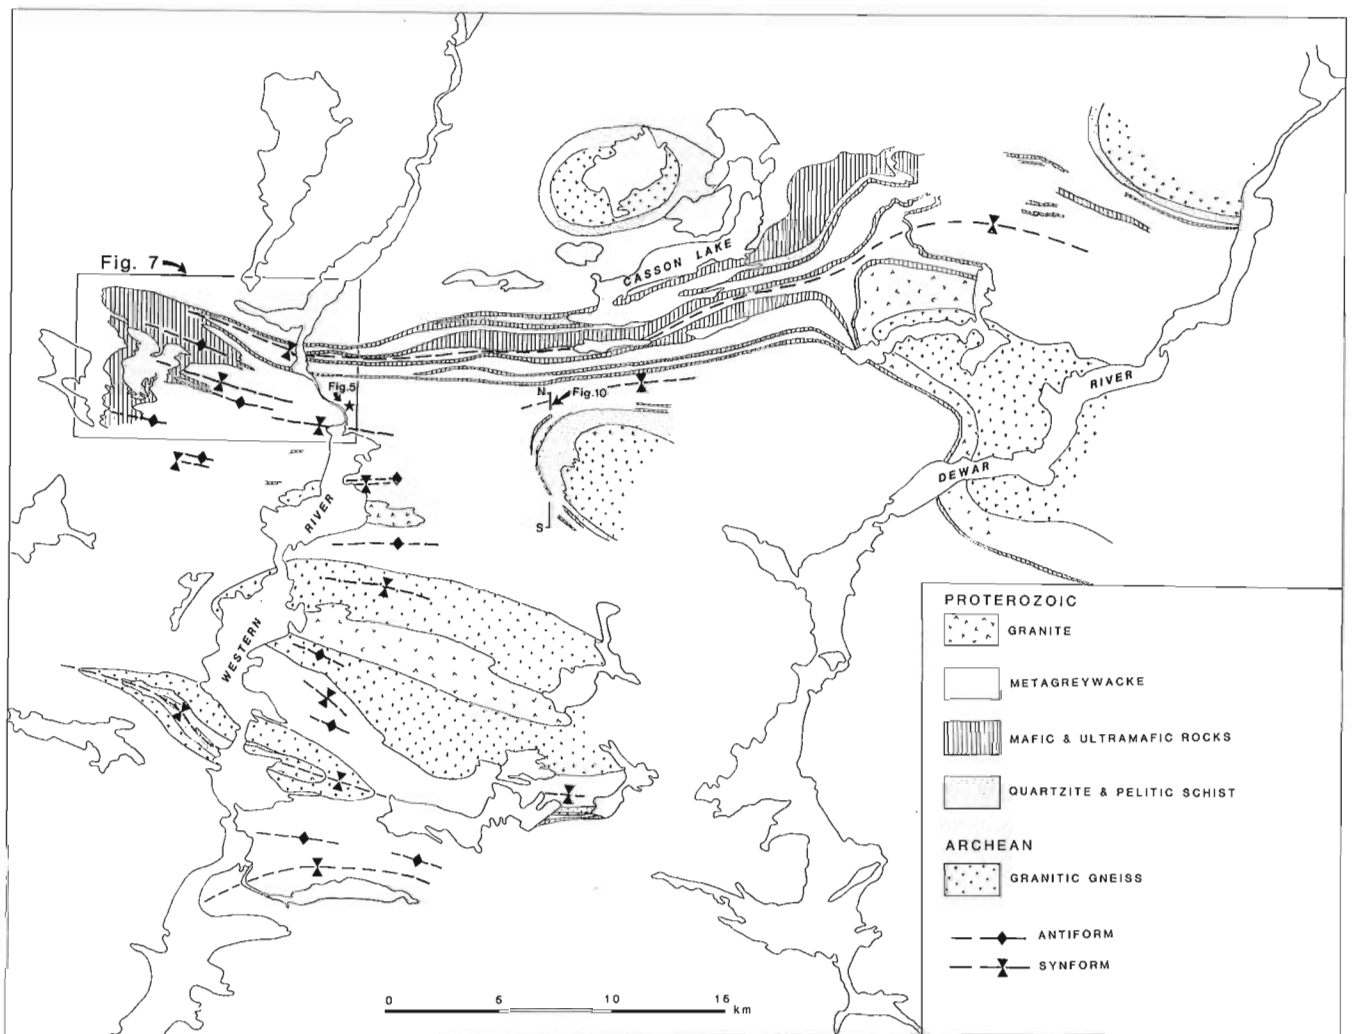 CASSON LAKE
Fig. 7
RIVER
Fig.5
N
Fig.10
DEWAR
S
RIVER
PROTEROZOIC
GRANITE
WESTERN
METAGREYWACKE
MAFIC & ULTRAMAFIC ROCKS
QUARTZITE & PELITIC SCHIST
ARCHEAN
GRANITIC GNEISS
ANTIFORM
SYNFORM
0 5 10 15 km